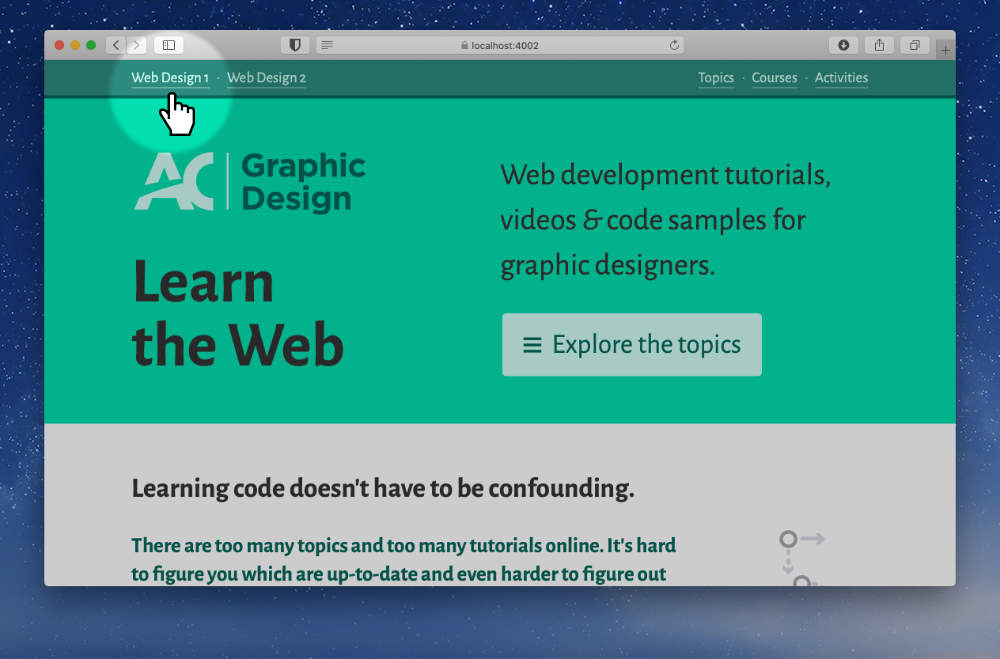 localhost:4002
Web Design 1 · Web Design 2
Topics · Courses · Activities
AC Graphic
Design
Learn
the Web
Web development tutorials,
videos & code samples for
graphic designers.
Explore the topics
Learning code doesn't have to be confounding.
There are too many topics and too many tutorials online. It's hard
to figure you which are up-to-date and even harder to figure out